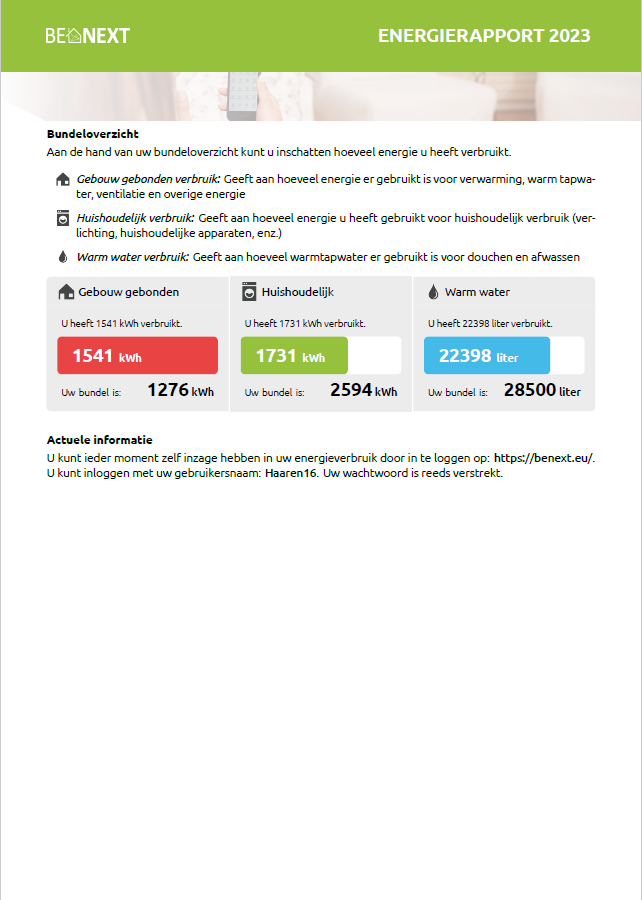 BENEXT
ENERGIERAPPORT 2023
Bundeloverzicht
Aan de hand van uw bundeloverzicht kunt u inschatten hoeveel energie u heeft verbruikt.
Gebouw gebonden verbruik: Geeft aan hoeveel energie er gebruikt is voor verwarming, warm tapwa-
ter, ventilatie en overige energie
Huishoudelijk verbruik: Geeft aan hoeveel energie u heeft gebruikt voor huishoudelijk verbruik (ver-
lichting, huishoudelijke apparaten, enz.)
Warm water verbruik: Geeft aan hoeveel warmtapwater er gebruikt is voor douchen en afwassen
Gebouw gebonden
U heeft 1541 kWh verbruikt.
1541 kWh
Uw bundel is: 1276 kWh
Huishoudelijk
U heeft 1731 kWh verbruikt.
1731 kWh
Uw bundel is: 2594 kWh
Warm water
U heeft 22398 liter verbruikt.
22398 liter
Uw bundel is: 28500 liter
Actuele informatie
U kunt ieder moment zelf inzage hebben in uw energieverbruik door in te loggen op: https://benext.eu/.
U kunt inloggen met uw gebruikersnaam: Haaren16. Uw wachtwoord is reeds verstrekt.